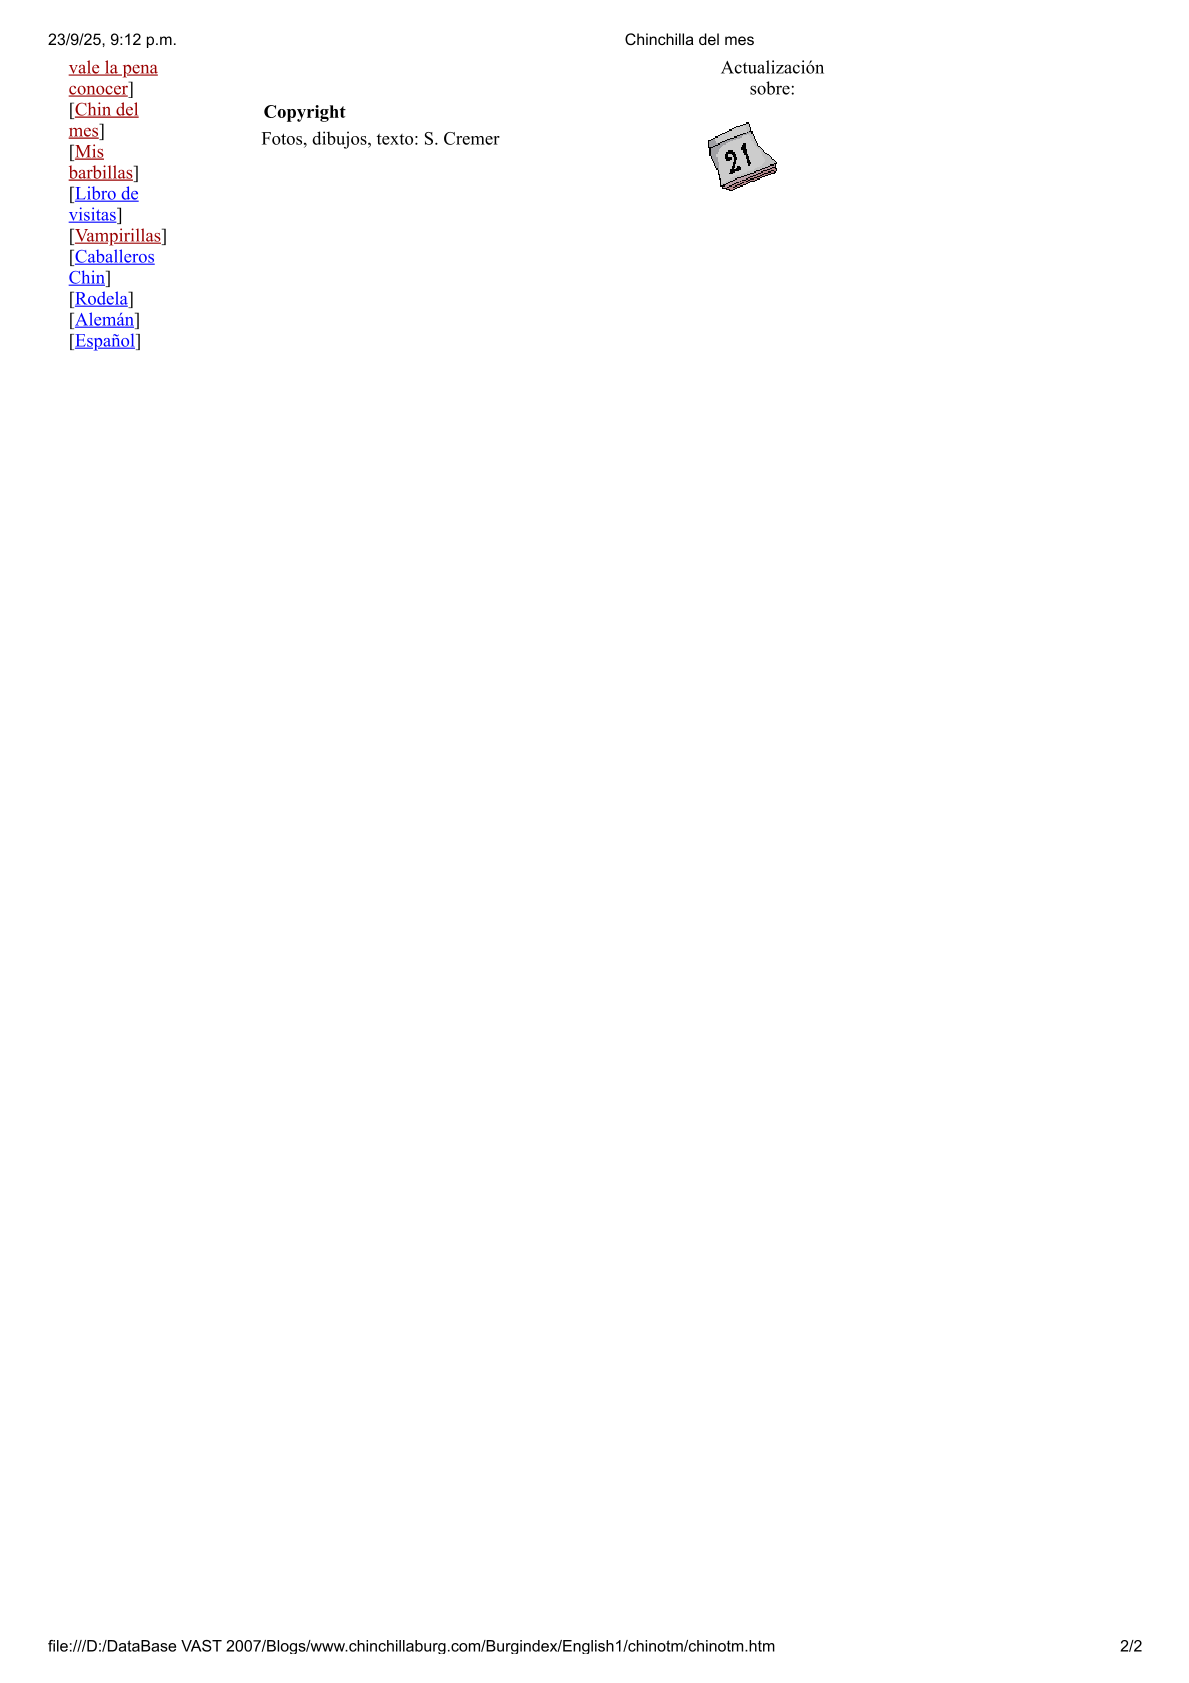 23/9/25, 9:12 p.m.
Chinchilla del mes
vale la pena
conocer]
[Chin del
mes]
[Mis
barbillas]
[Libro de
visitas]
[Vampirillas]
[Caballeros
Chin]
[Rodela]
[Alemán]
[Español]
Copyright
Fotos, dibujos, texto: S. Cremer
Actualización
sobre:
21
file:///D:/DataBase VAST 2007/Blogs/www.chinchillaburg.com/Burgindex/English1/chinotm/chinotm.htm
2/2